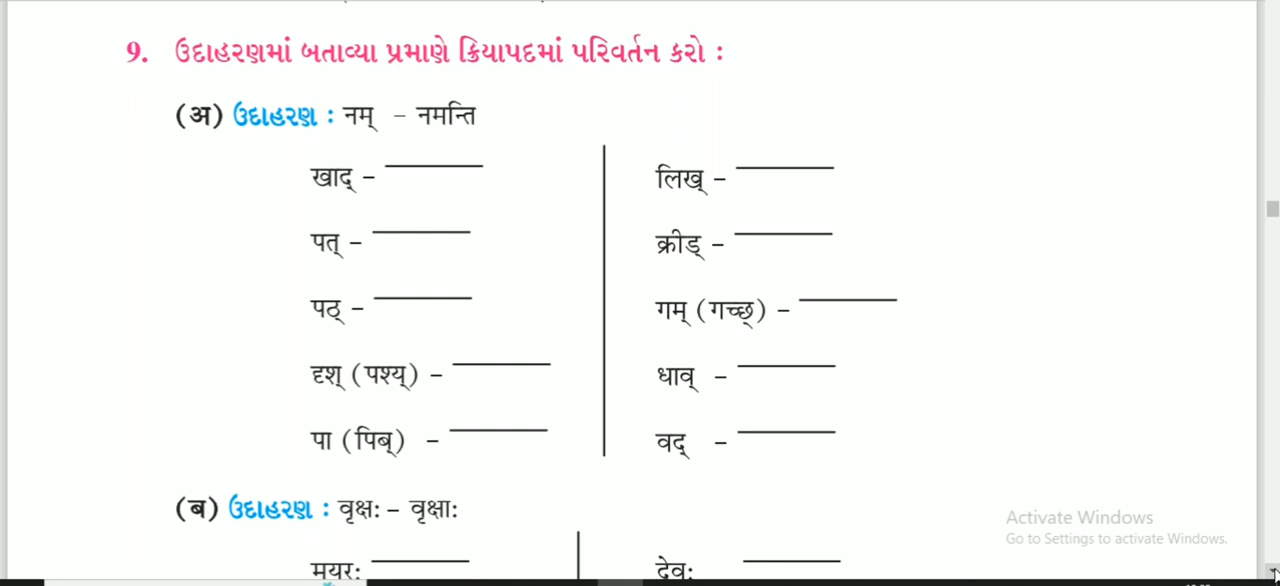 9. ઉદાહરણમાં બતાવ્યા પ્રમાણે ક્રિયાપદમાં પરિવર્તન કરો :
(अ) ઉદાહરણ : नम् – नमन्ति
खाद् –
लिख् –
पत् –
क्रीड् –
पठ् –
गम् (गच्छ्) –
दृश् (पश्य्) –
धाव् –
पा (पिब्) –
वद् –
(ब) ઉદાહરણ : वृक्षः – वृक्षाः
Activate Windows
Go to Settings to activate Windows.
मयूरः
देवः